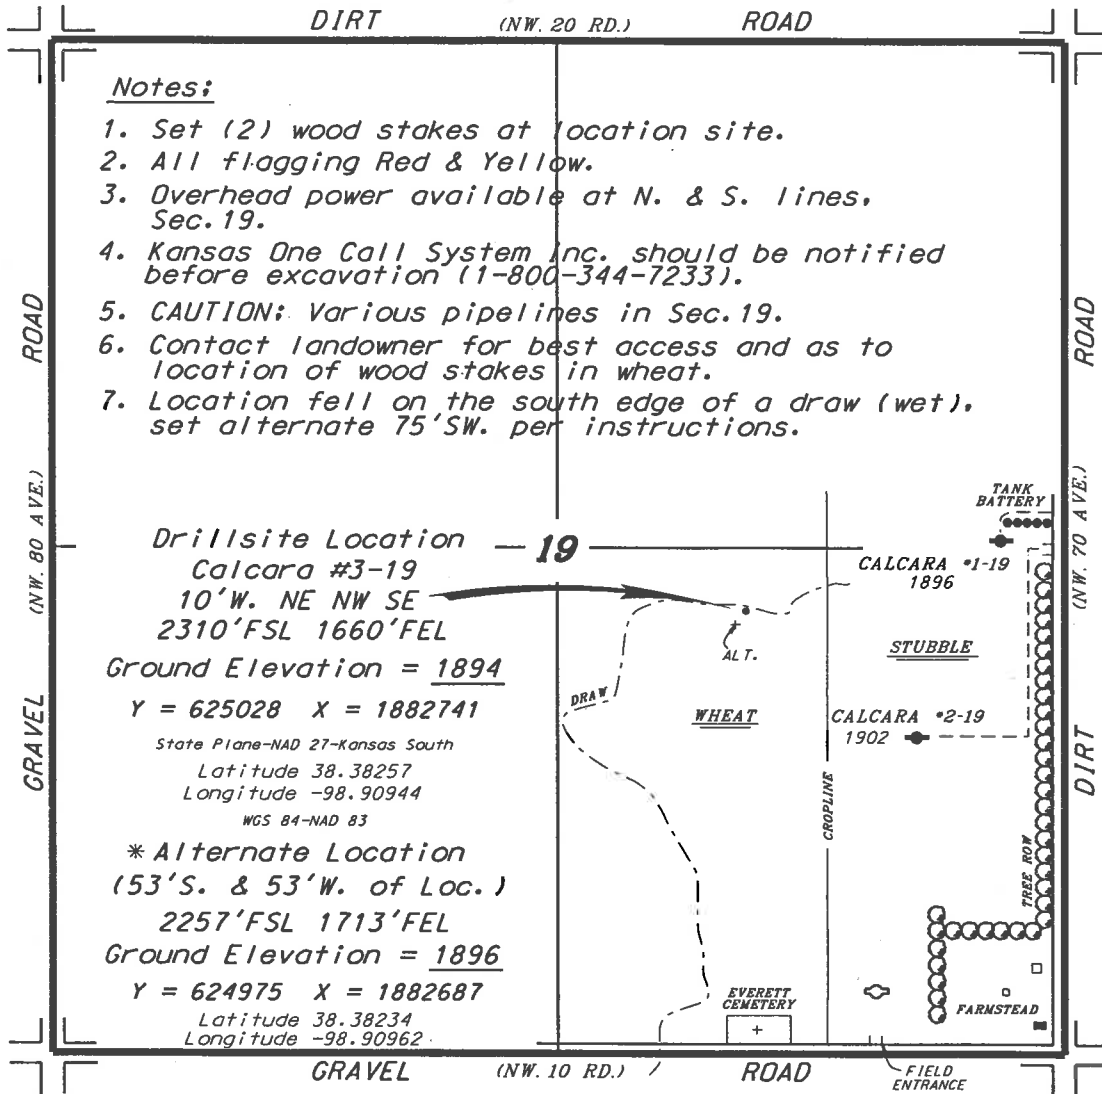 DIRT (NW. 20 RD.) ROAD
Notes:
1. Set (2) wood stakes at location site.
2. All flagging Red & Yellow.
3. Overhead power available at N. & S. lines,
Sec. 19.
4. Kansas One Call System Inc. should be notified
before excavation (1-800-344-7233).
5. CAUTION: Various pipelines in Sec. 19.
6. Contact landowner for best access and as to
location of wood stakes in wheat.
7. Location fell on the south edge of a draw (wet),
set alternate 75'SW. per instructions.
GRAVEL (NW. 80 AVE.) ROAD
DIRT (NW. 70 AVE.) ROAD
TANK
BATTERY
19
Drillsite Location
Calcara #3-19
10'W. NE NW SE
2310'FSL 1660'FEL
Ground Elevation = 1894
Y = 625028 X = 1882741
State Plane-NAD 27-Kansas South
Latitude 38.38257
Longitude -98.90944
WGS 84-NAD 83
* Alternate Location
(53'S. & 53'W. of Loc.)
2257'FSL 1713'FEL
Ground Elevation = 1896
Y = 624975 X = 1882687
Latitude 38.38234
Longitude -98.90962
CALCARA #1-19
1896
ALT.
STUBBLE
DRAW
WHEAT
CALCARA #2-19
1902
CROPLINE
TREE ROW
EVERETT
CEMETERY
FARMSTEAD
GRAVEL (NW. 10 RD.) ROAD
FIELD
ENTRANCE